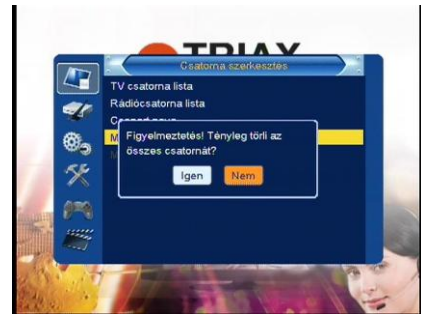 TRIAX
Csatorna szerkesztés
TV csatorna lista
Rádiócsatorna lista
Figyelmeztetés! Tényleg törli az
összes csatornát?
Igen Nem